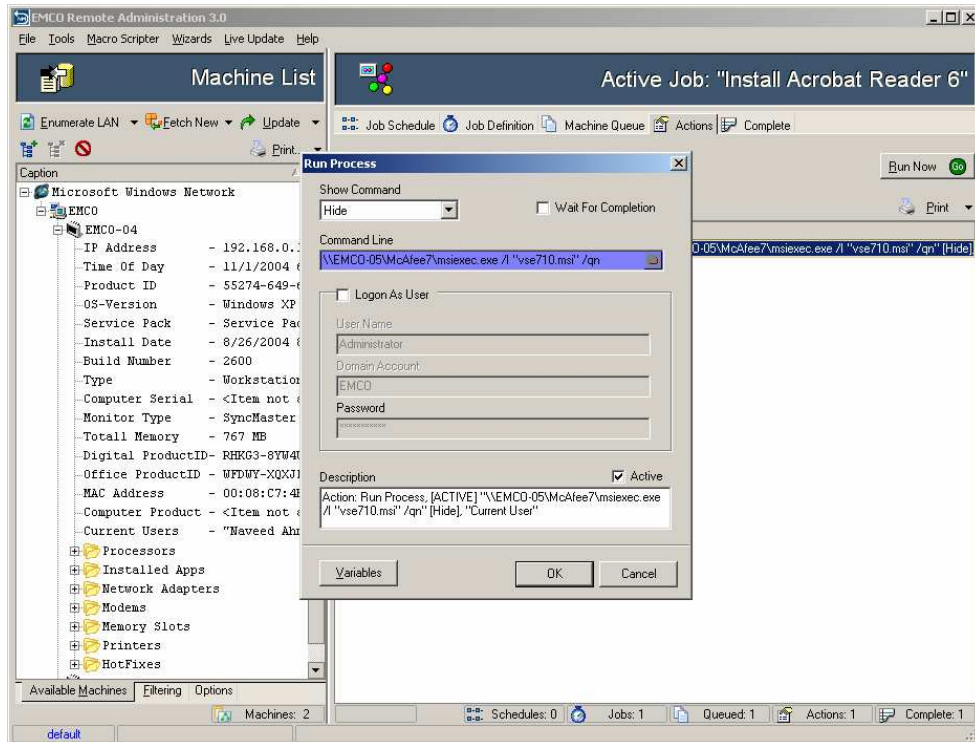 EMCO Remote Administration 3.0
File Tools Macro Scripter Wizards Live Update Help
Machine List
Active Job: "Install Acrobat Reader 6"
Enumerate LAN Fetch New Update
Job Schedule Job Definition Machine Queue Actions Complete
Print..
Run Now Go
Caption
Print
Microsoft Windows Network
EMCO
EMCO-04
IP Address - 192.168.0.
Time Of Day - 11/1/2004
Product ID - 55274-649-
OS-Version - Windows XP
Service Pack - Service Pac
Install Date - 8/26/2004
Build Number - 2600
Type - Workstation
Computer Serial - <Item not
Monitor Type - SyncMaster
Totall Memory - 767 MB
Digital ProductID- RHKG3-8YW4
Office ProductID - WFDWY-XQXJ
MAC Address - 00:08:C7:4
Computer Product - <Item not
Current Users - "Naveed Ahm
Processors
Installed Apps
Network Adapters
Modems
Memory Slots
Printers
HotFixes
Available Machines Filtering Options
Machines: 2
default
Run Process
Show Command
Hide
Wait For Completion
Command Line
\\EMCO-05\McAfee7\msiexec.exe /I "vse710.msi" /qn
Logon As User
User Name
Administrator
Domain Account
EMCO
Password
Description
Active
Action: Run Process, [ACTIVE] "\\EMCO-05\McAfee7\msiexec.exe
/I "vse710.msi" /qn" [Hide], "Current User"
Variables OK Cancel
O-05\McAfee7\msiexec.exe /I "vse710.msi" /qn" [Hide]
Schedules: 0 Jobs: 1 Queued: 1 Actions: 1 Complete: 1